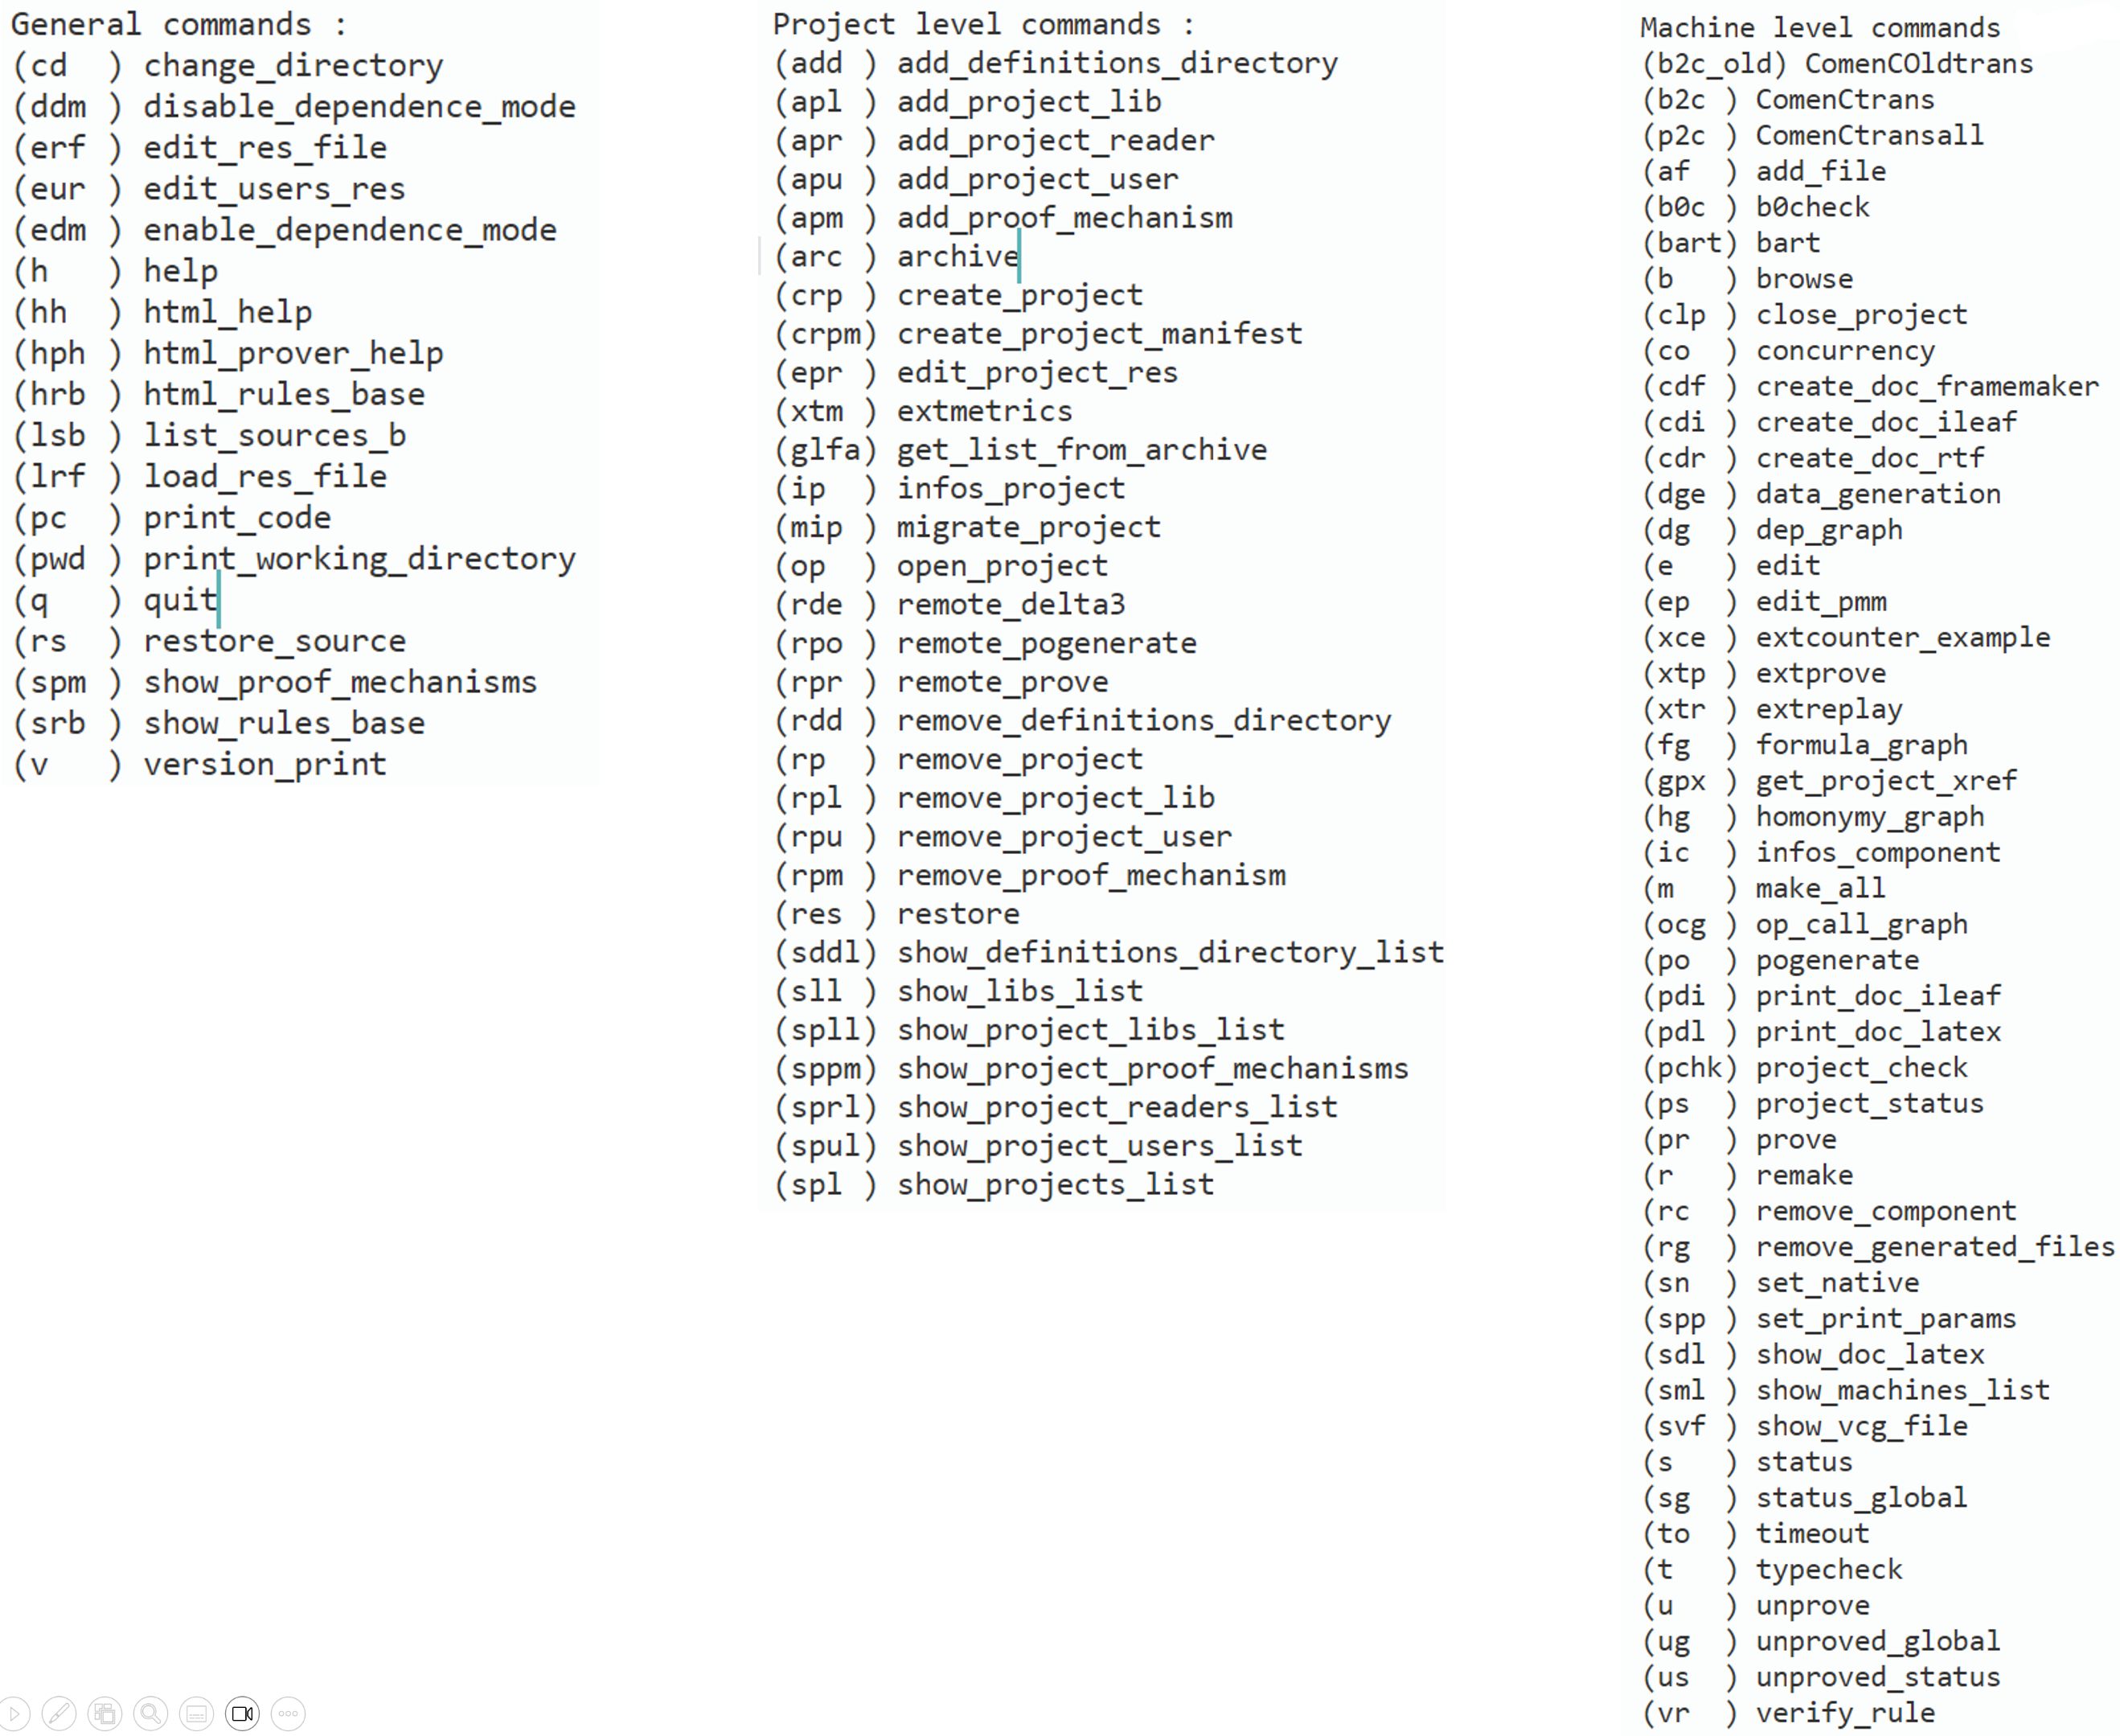 General commands :
(cd  ) change_directory
(ddm ) disable_dependence_mode
(erf ) edit_res_file
(eur ) edit_users_res
(edm ) enable_dependence_mode
(h   ) help
(hh  ) html_help
(hph ) html_prover_help
(hrb ) html_rules_base
(lsb ) list_sources_b
(lrf ) load_res_file
(pc  ) print_code
(pwd ) print_working_directory
(q   ) quit
(rs  ) restore_source
(spm ) show_proof_mechanisms
(srb ) show_rules_base
(v   ) version_print
Project level commands :
(add ) add_definitions_directory
(apl ) add_project_lib
(apr ) add_project_reader
(apu ) add_project_user
(apm ) add_proof_mechanism
(arc ) archive
(crp ) create_project
(crpm) create_project_manifest
(epr ) edit_project_res
(xtm ) extmetrics
(glfa) get_list_from_archive
(ip  ) infos_project
(mip ) migrate_project
(op  ) open_project
(rde ) remote_delta3
(rpo ) remote_pogenerate
(rpr ) remote_prove
(rdd ) remove_definitions_directory
(rp  ) remove_project
(rpl ) remove_project_lib
(rpu ) remove_project_user
(rpm ) remove_proof_mechanism
(res ) restore
(sddl) show_definitions_directory_list
(sll ) show_libs_list
(spll) show_project_libs_list
(sppm) show_project_proof_mechanisms
(sprl) show_project_readers_list
(spul) show_project_users_list
(spl ) show_projects_list
Machine level commands
(b2c_old) ComenCOldtrans
(b2c ) ComenCtrans
(p2c ) ComenCtransall
(af  ) add_file
(b0c ) b0check
(bart) bart
(b   ) browse
(clp ) close_project
(co  ) concurrency
(cdf ) create_doc_framemaker
(cdi ) create_doc_ileaf
(cdr ) create_doc_rtf
(dge ) data_generation
(dg  ) dep_graph
(e   ) edit
(ep  ) edit_pmm
(xce ) extcounter_example
(xtp ) extprove
(xtr ) extreplay
(fg  ) formula_graph
(gpx ) get_project_xref
(hg  ) homonymy_graph
(ic  ) infos_component
(m   ) make_all
(ocg ) op_call_graph
(po  ) pogenerate
(pdi ) print_doc_ileaf
(pdl ) print_doc_latex
(pchk) project_check
(ps  ) project_status
(pr  ) prove
(r   ) remake
(rc  ) remove_component
(rg  ) remove_generated_files
(sn  ) set_native
(spp ) set_print_params
(sdl ) show_doc_latex
(sml ) show_machines_list
(svf ) show_vcg_file
(s   ) status
(sg  ) status_global
(to  ) timeout
(t   ) typecheck
(u   ) unprove
(ug  ) unproved_global
(us  ) unproved_status
(vr  ) verify_rule